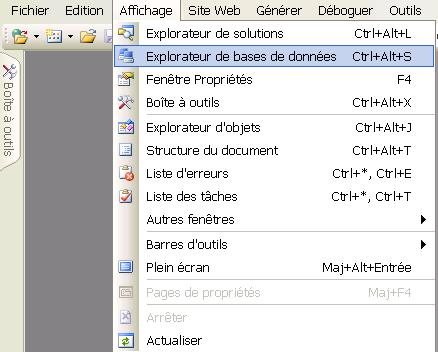 Fichier Edition Affichage Site Web Générer Déboguer Outils
Explorateur de solutions Ctrl+Alt+L
Explorateur de bases de données Ctrl+Alt+S
Fenêtre Propriétés F4
Boîte à outils Ctrl+Alt+X
Explorateur d'objets Ctrl+Alt+J
Structure du document Ctrl+Alt+T
Liste d'erreurs Ctrl+*, Ctrl+E
Liste des tâches Ctrl+*, Ctrl+T
Autres fenêtres
Barres d'outils
Plein écran Maj+Alt+Entrée
Pages de propriétés Maj+F4
Arrêter
Actualiser
Boîte à outils